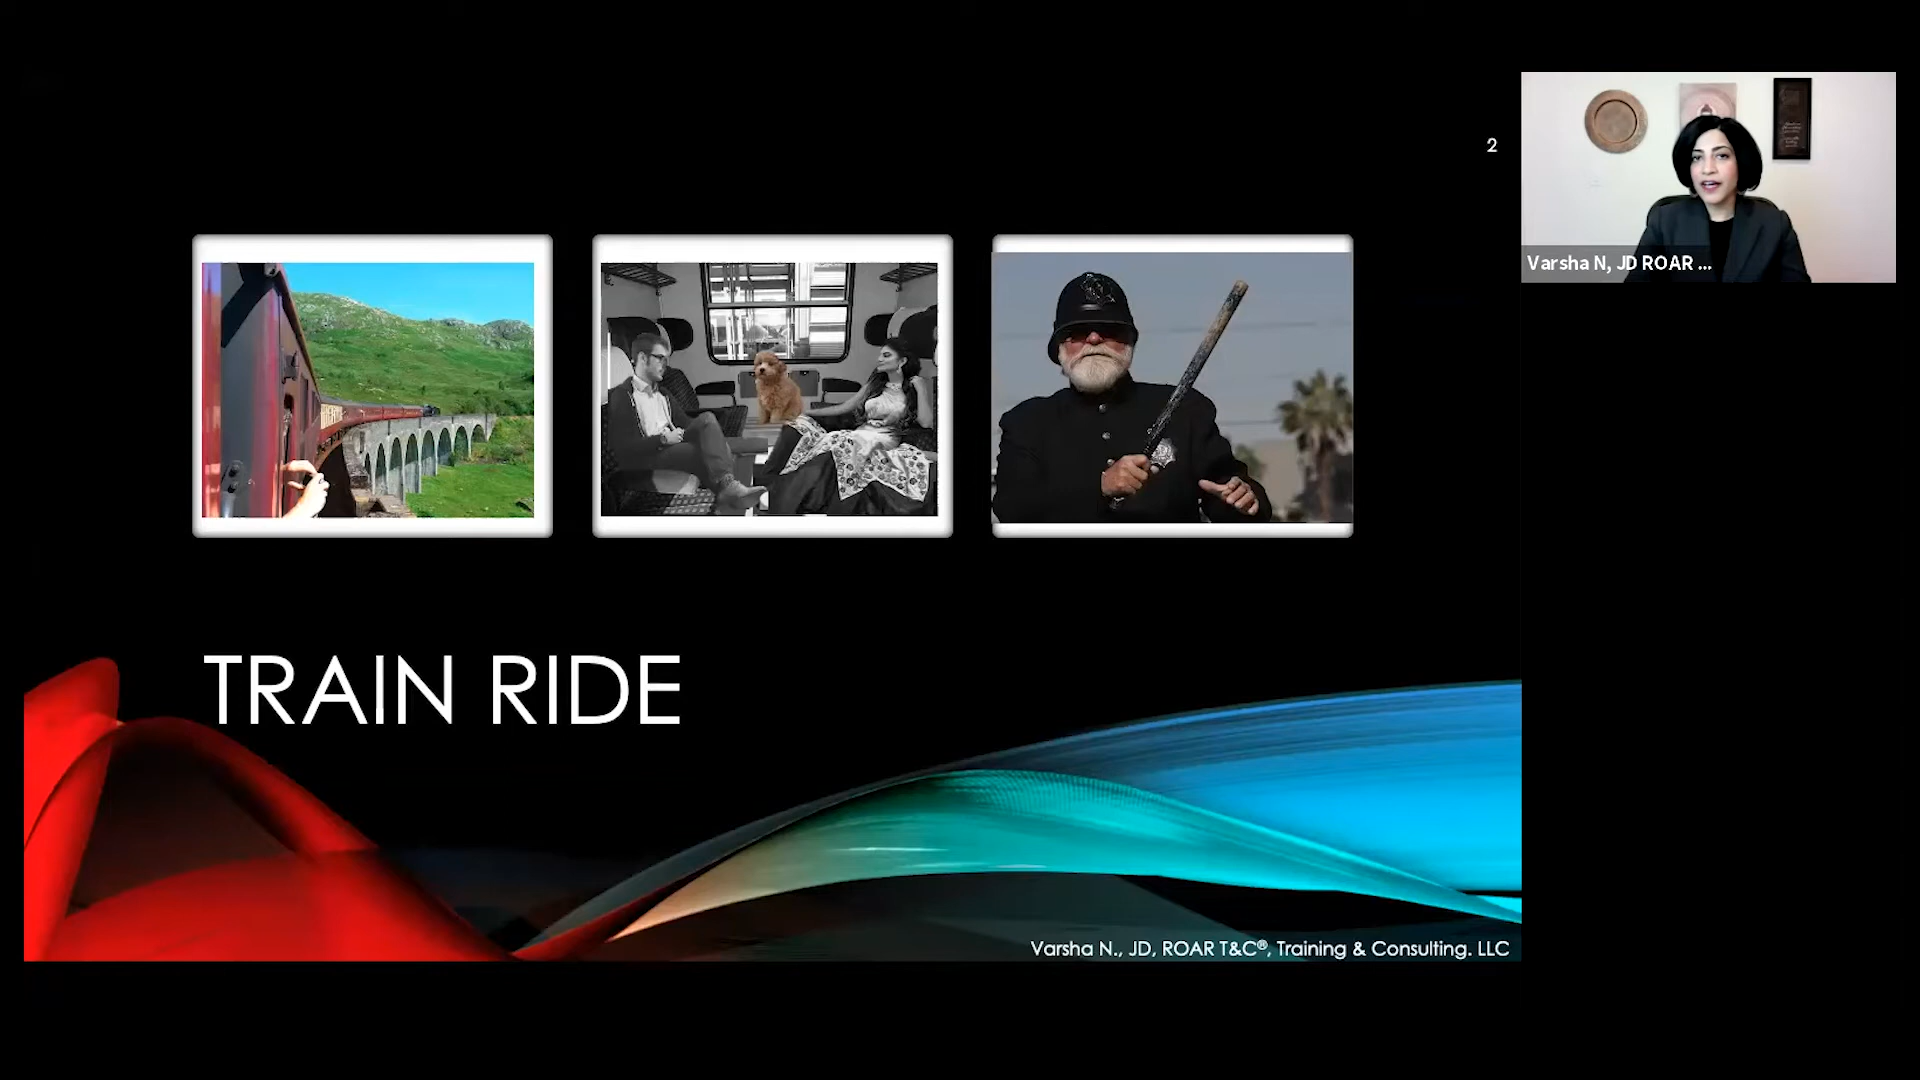 2
Varsha N, JD ROAR ...
TRAIN RIDE
Varsha N., JD, ROAR T&C®, Training & Consulting. LLC